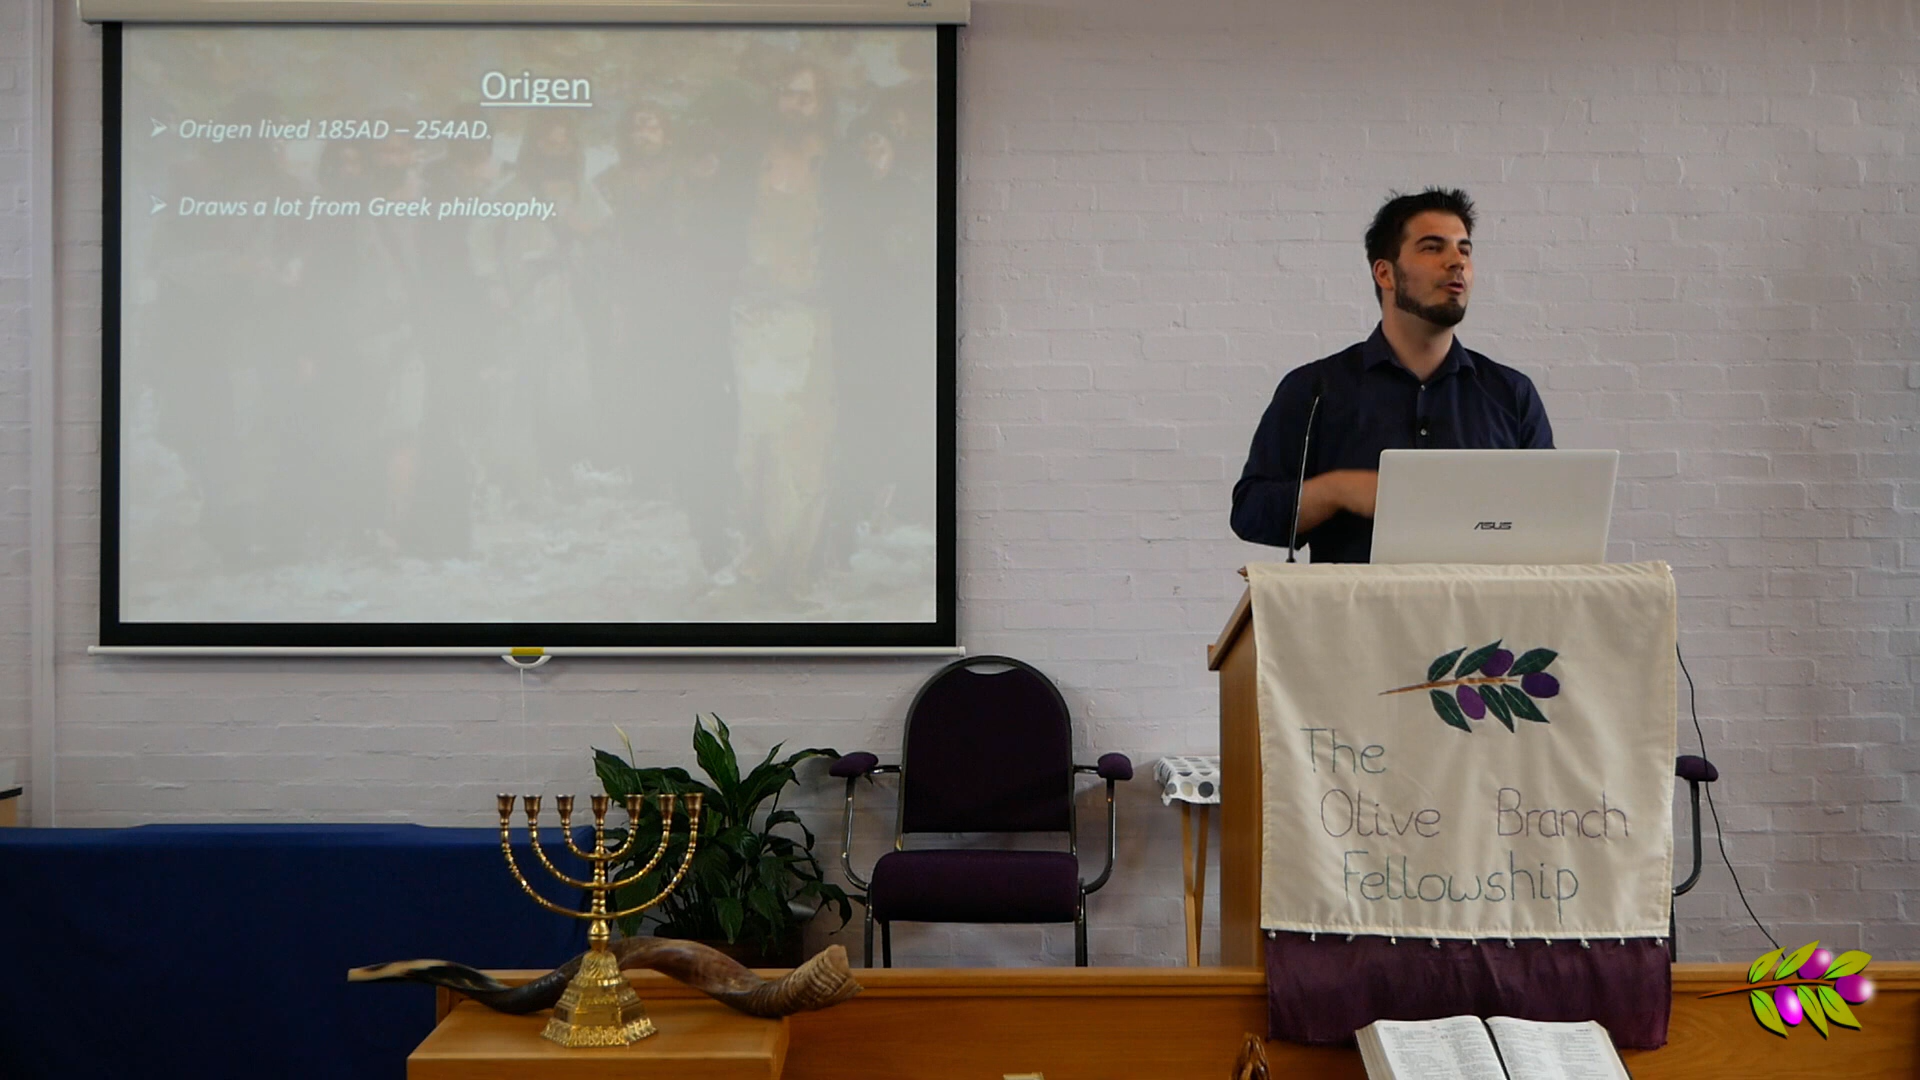 Origen
Origen lived 185AD – 254AD.
Draws a lot from Greek philosophy.
ASUS
The
Olive Branch
Fellowship